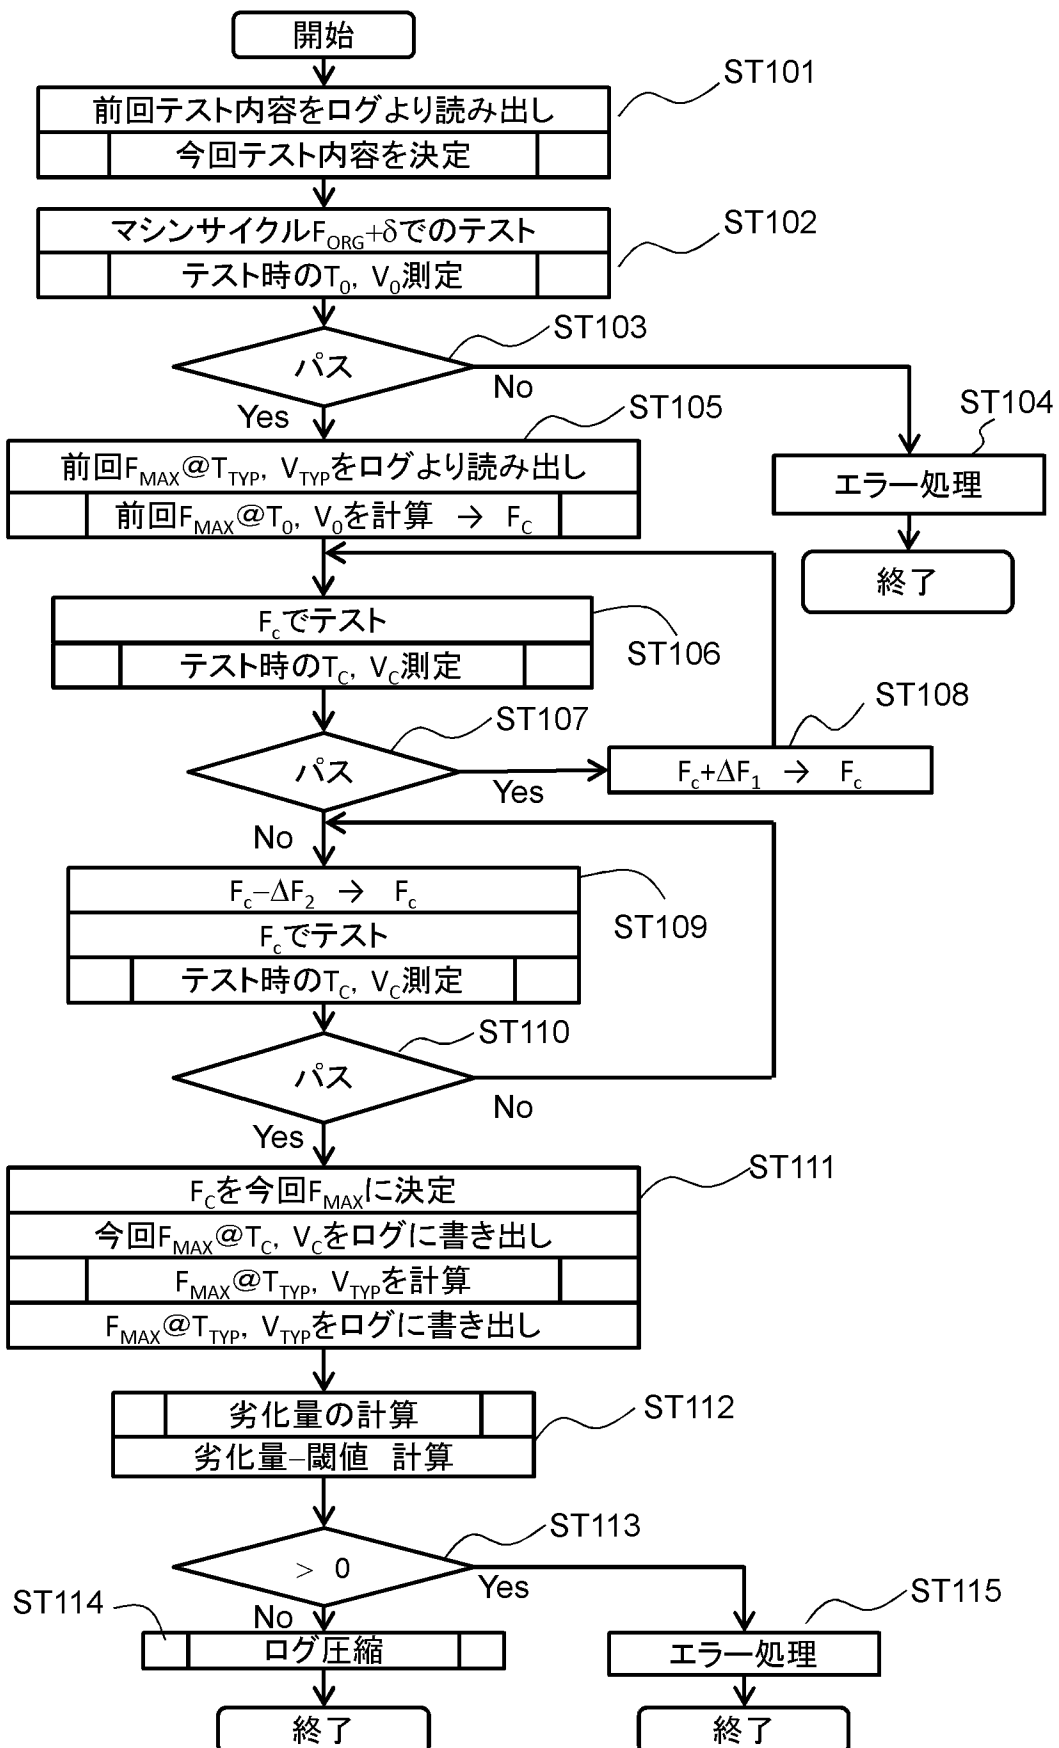 開始
ST101
前回テスト内容をログより読み出し
今回テスト内容を決定
マシンサイクルF_ORG+δでのテスト
ST102
テスト時のT_0, V_0測定
ST103
パス
No
Yes
ST105
ST104
前回F_MAX@T_TYP, V_TYPをログより読み出し
エラー処理
前回F_MAX@T_0, V_0を計算 → F_C
終了
F_cでテスト
ST106
テスト時のT_C, V_C測定
ST108
ST107
パス
Yes
F_c+ΔF_1 → F_c
No
F_c−ΔF_2 → F_c
ST109
F_cでテスト
テスト時のT_C, V_C測定
ST110
パス
No
Yes
ST111
F_Cを今回F_MAXに決定
今回F_MAX@T_C, V_Cをログに書き出し
F_MAX@T_TYP, V_TYPを計算
F_MAX@T_TYP, V_TYPをログに書き出し
ST112
劣化量の計算
劣化量−閾値 計算
ST113
> 0
Yes
ST115
ST114
No
ログ圧縮
エラー処理
終了
終了